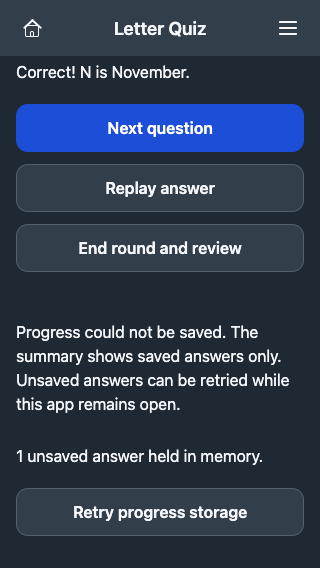 Letter Quiz
Correct! N is November.
Next question
Replay answer
End round and review
Progress could not be saved. The
summary shows saved answers only.
Unsaved answers can be retried while
this app remains open.
1 unsaved answer held in memory.
Retry progress storage